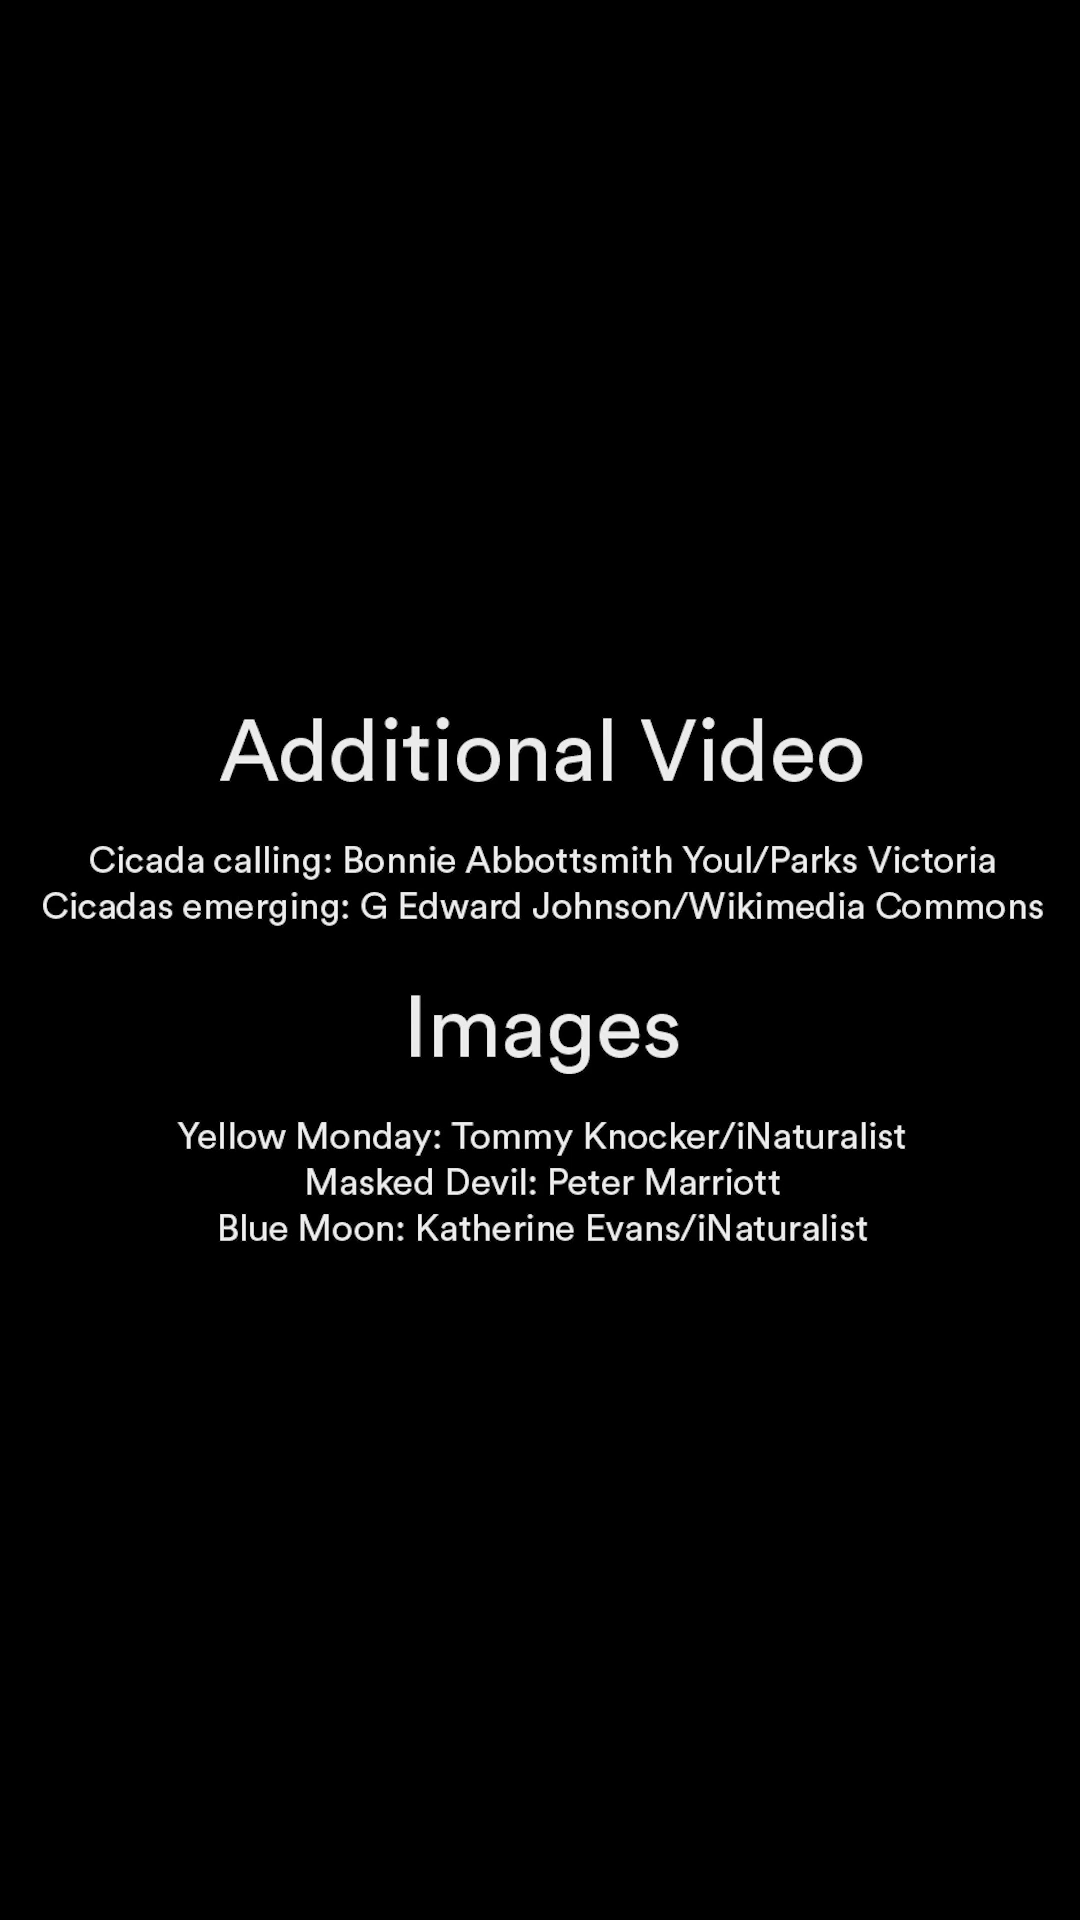 Additional Video
Cicada calling: Bonnie Abbottsmith Youl/Parks Victoria
Cicadas emerging: G Edward Johnson/Wikimedia Commons
Images
Yellow Monday: Tommy Knocker/iNaturalist
Masked Devil: Peter Marriott
Blue Moon: Katherine Evans/iNaturalist